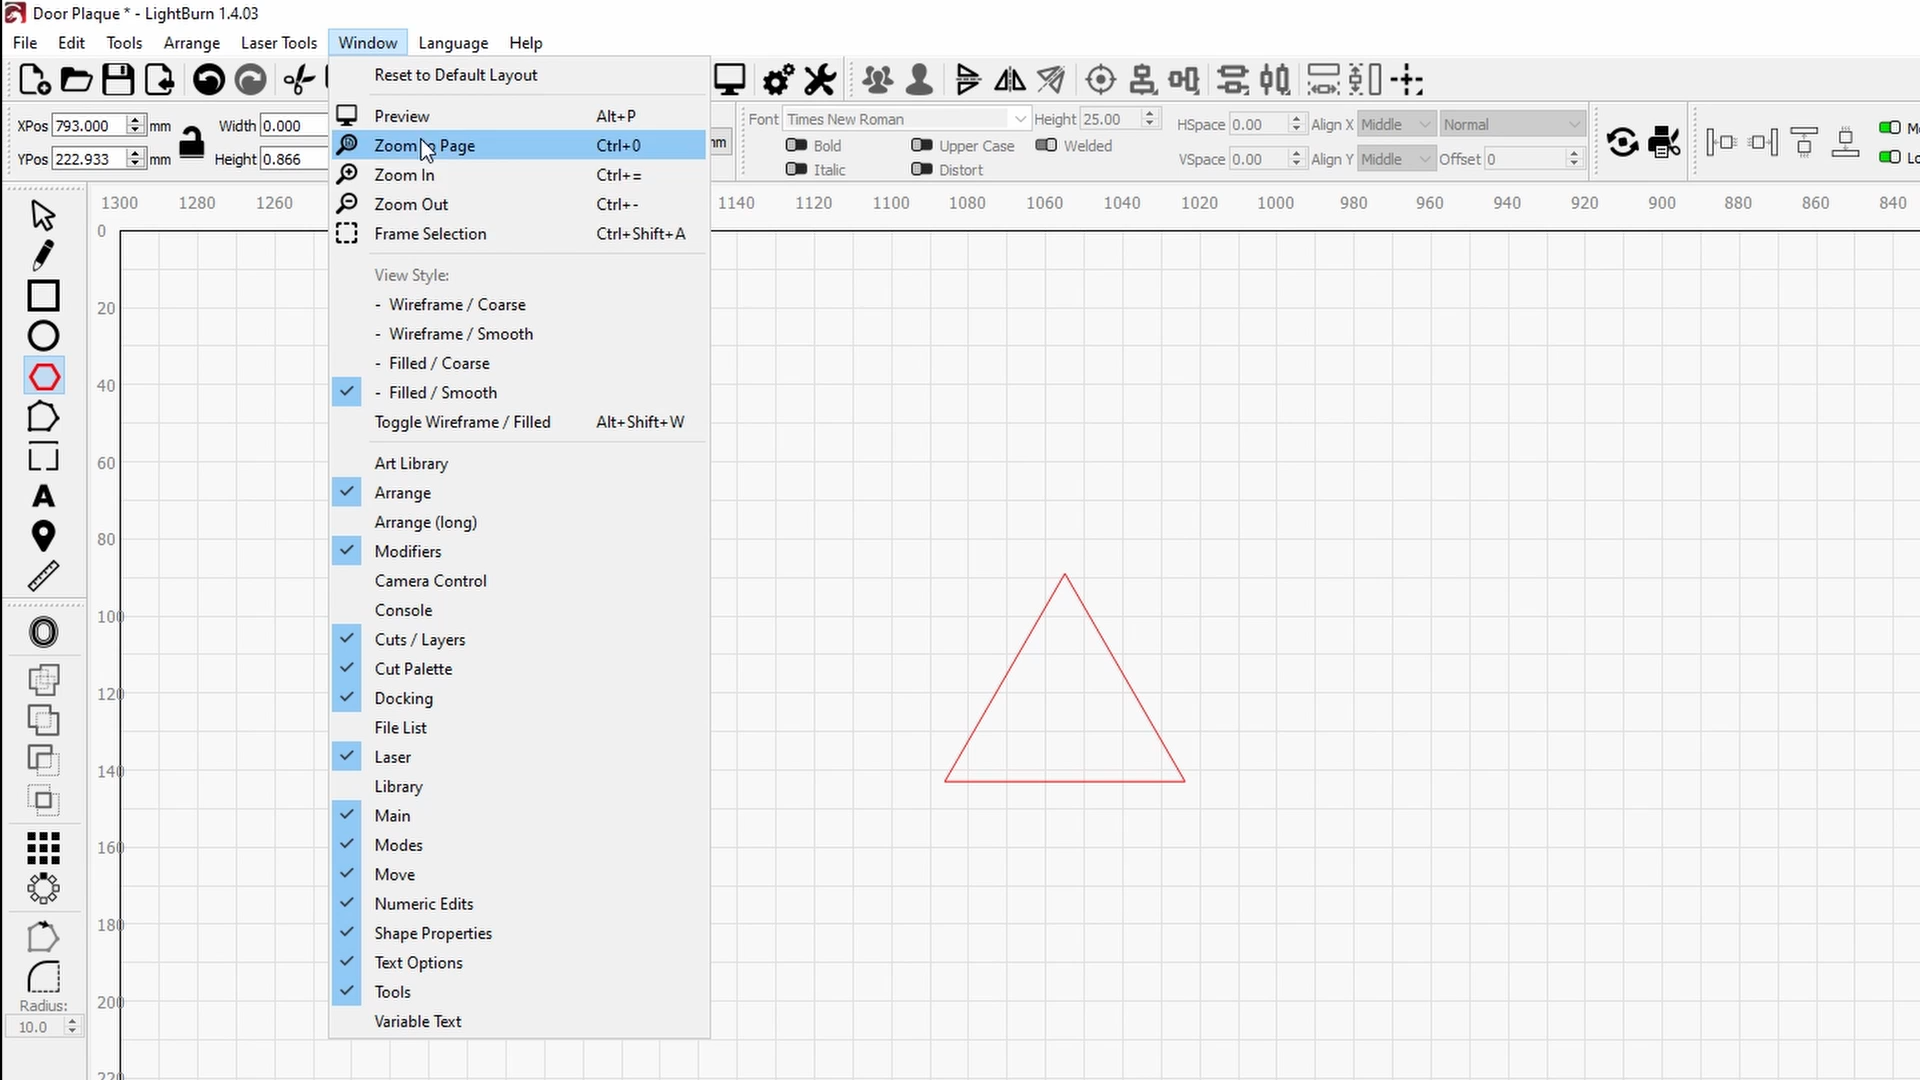 Door Plaque * - LightBurn 1.4.03
File Edit Tools Arrange Laser Tools Window Language Help
Reset to Default Layout
Preview Alt+P
Zoom to Page Ctrl+0
Zoom In Ctrl+=
Zoom Out Ctrl+-
Frame Selection Ctrl+Shift+A
View Style:
- Wireframe / Coarse
- Wireframe / Smooth
- Filled / Coarse
- Filled / Smooth
Toggle Wireframe / Filled Alt+Shift+W
Art Library
Arrange
Arrange (long)
Modifiers
Camera Control
Console
Cuts / Layers
Cut Palette
Docking
File List
Laser
Library
Main
Modes
Move
Numeric Edits
Shape Properties
Text Options
Tools
Variable Text
XPos 793.000 mm Width 0.000
YPos 222.933 mm Height 0.866
mm
Font Times New Roman Height 25.00
Bold Upper Case Welded
Italic Distort
HSpace 0.00 Align X Middle Normal
VSpace 0.00 Align Y Middle Offset 0
1300 1280 1260 1140 1120 1100 1080 1060 1040 1020 1000 980 960 940 920 900 880 860 840
0
20
40
60
80
100
120
140
160
180
200
220
Radius:
10.0